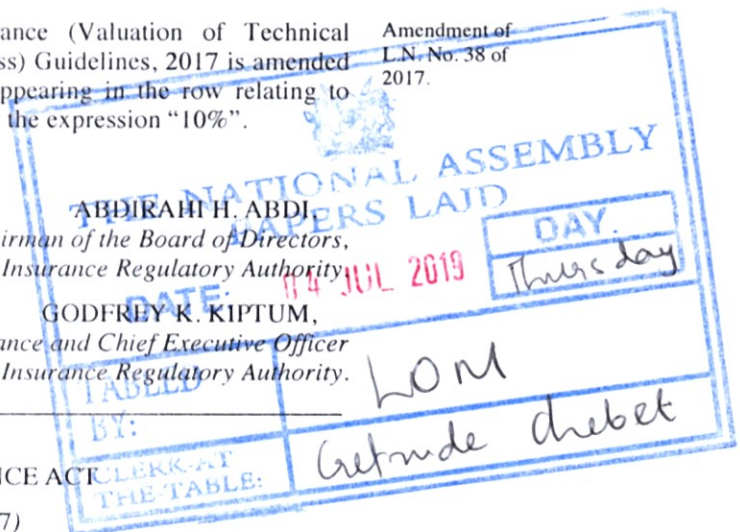 ance (Valuation of Technical
ss) Guidelines, 2017 is amended
ppearing in the row relating to
the expression “10%”.
Amendment of
L.N. No. 38 of
2017.
THE NATIONAL ASSEMBLY
PAPERS LAID
ABDIRAHI H. ABDI,
irman of the Board of Directors,
Insurance Regulatory Authority.
DATE: 04 JUL 2019
DAY.
Thursday
GODFREY K. KIPTUM,
ance and Chief Executive Officer
Insurance Regulatory Authority.
TABLED
BY:
LOM
CLERK-AT
THE-TABLE:
Getrude Chebet
ICE ACT
7)